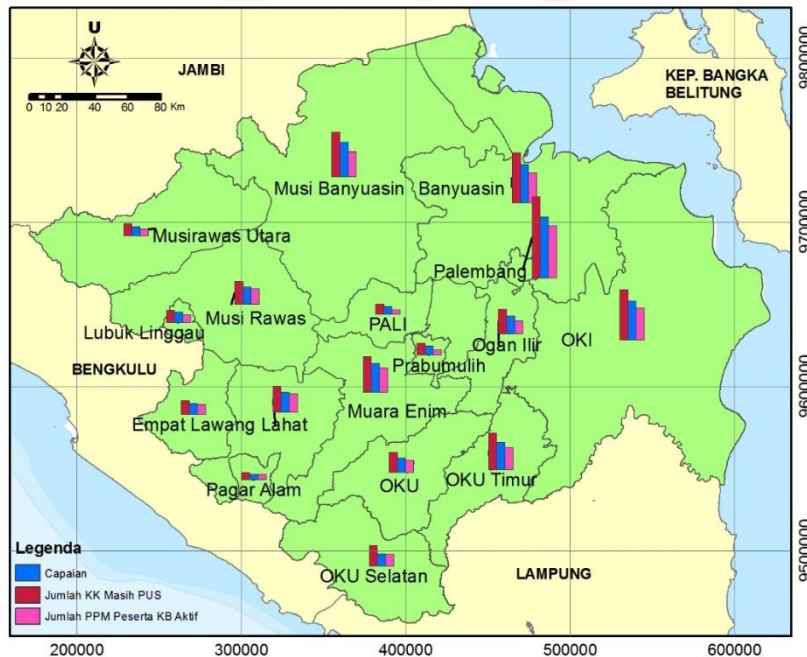 U
0 10 20 40 60 80
Km
JAMBI
KEP. BANGKA
BELITUNG
9800000
Musi Banyuasin
Banyuasin
Musirawas Utara
9700000
Palembang
Musi Rawas
PALI
Lubuk Linggau
Ogan Ilir
OKI
Prabumulih
BENGKULU
9600000
Muara Enim
Empat Lawang
Lahat
Pagar Alam
OKU
OKU Timur
Legenda
Capaian
9500000
OKU Selatan
LAMPUNG
Jumlah KK Masih PUS
Jumlah PPM Peserta KB Aktif
200000 300000 400000 500000 600000